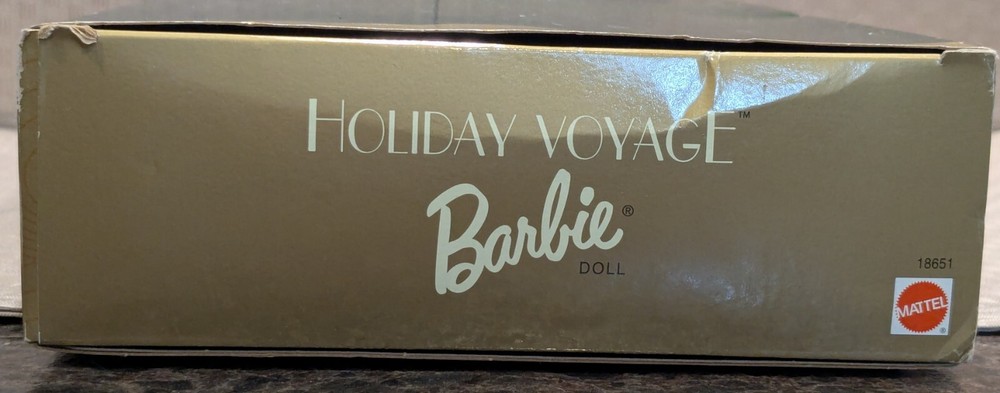 HOLIDAY VOYAGE™
Barbie®
DOLL
18651
MATTEL®